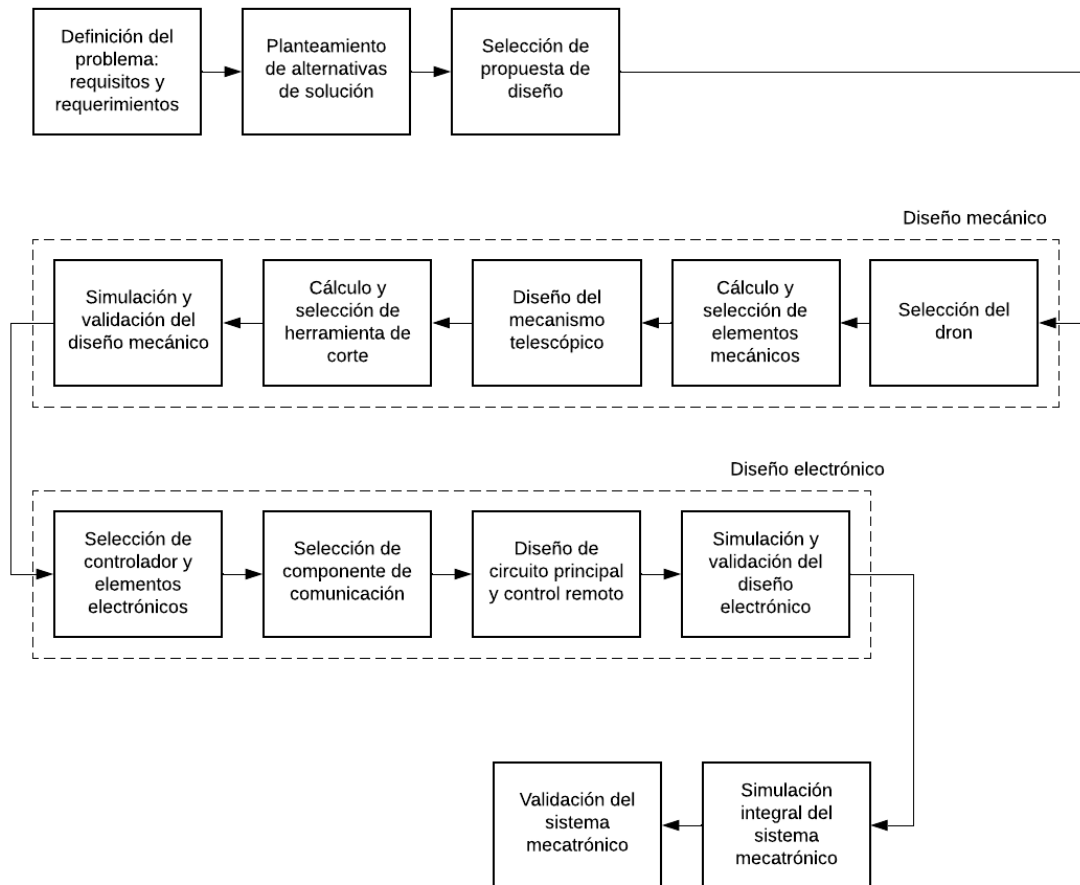 Definición del
problema:
requisitos y
requerimientos
Planteamiento
de alternativas
de solución
Selección de
propuesta de
diseño
Diseño mecánico
Selección del
dron
Cálculo y
selección de
elementos
mecánicos
Diseño del
mecanismo
telescópico
Cálculo y
selección de
herramienta de
corte
Simulación y
validación del
diseño mecánico
Diseño electrónico
Selección de
controlador y
elementos
electrónicos
Selección de
componente de
comunicación
Diseño de
circuito principal
y control remoto
Simulación y
validación del
diseño
electrónico
Simulación
integral del
sistema
mecatrónico
Validación del
sistema
mecatrónico